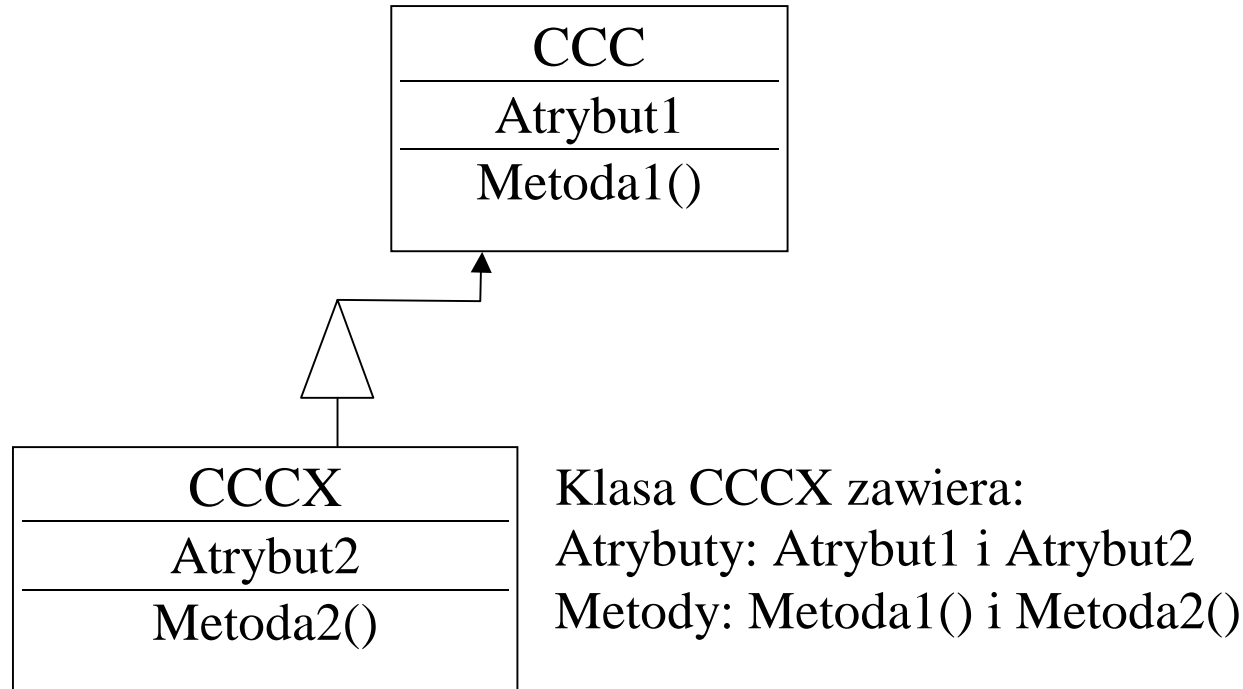 CCC
Atrybut1
Metoda1()
CCCX
Atrybut2
Metoda2()
Klasa CCCX zawiera:
Atrybuty: Atrybut1 i Atrybut2
Metody: Metoda1() i Metoda2()